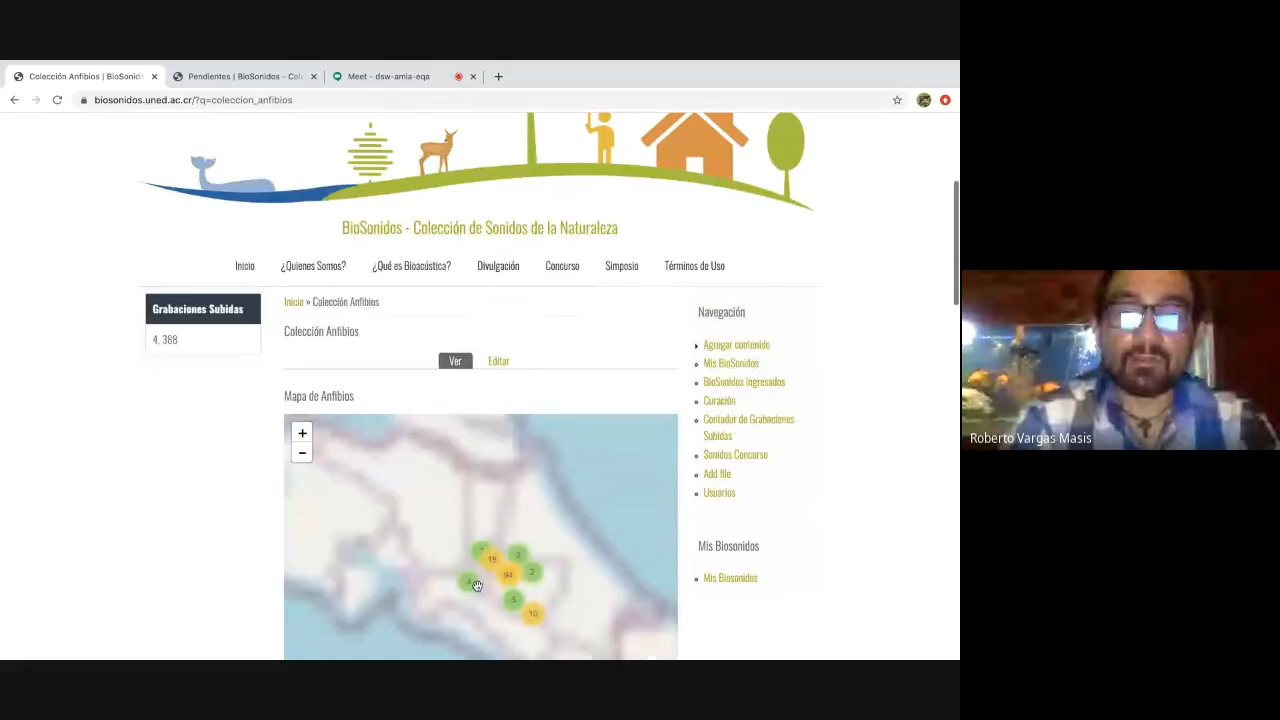 Colección Anfibios | BioSonido
Pendientes | BioSonidos - Cole
Meet - dsw-amia-eqa
biosonidos.uned.ac.cr/?q=coleccion_anfibios
BioSonidos - Colección de Sonidos de la Naturaleza
Inicio
¿Quienes Somos?
¿Qué es Bioacústica?
Divulgación
Concurso
Simposio
Términos de Uso
Grabaciones Subidas
4, 388
Inicio » Colección Anfibios
Colección Anfibios
Ver
Editar
Mapa de Anfibios
+
-
18
3
94
2
5
10
Navegación
Agregar contenido
Mis BioSonidos
BioSonidos ingresados
Curación
Contador de Grabaciones
Subidas
Sonidos Concurso
Add file
Usuarios
Mis Biosonidos
Mis Biosonidos
Roberto Vargas Masis